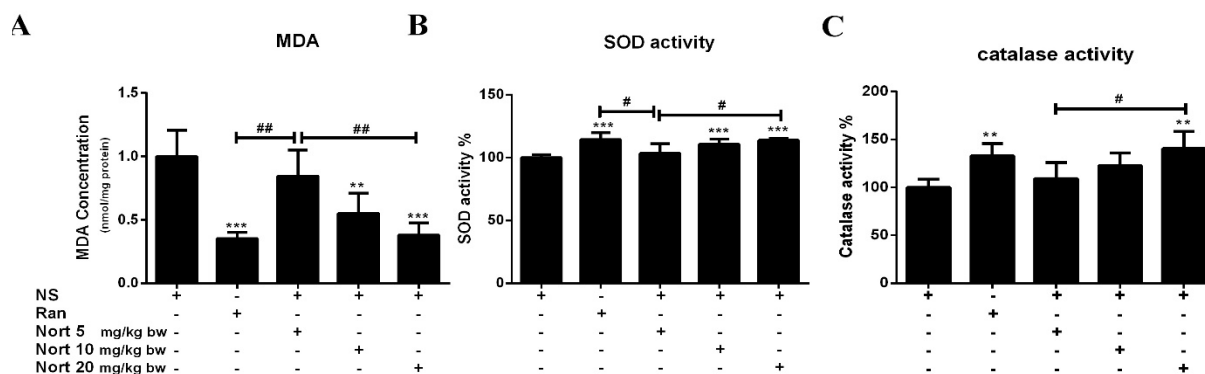 A
MDA
MDA Concentration
(nmol/mg protein)
1.5
1.0
0.5
0.0
##
##
***
**
***
B
SOD activity
SOD activity %
150
100
50
0
#
#
***
***
***
C
catalase activity
Catalase activity %
200
150
100
50
0
#
**
**
NS + - + + + + - + + + + - + + +
Ran - + - - - - + - - - - + - - -
Nort 5 mg/kg bw - - + - - - - + - - - - + - -
Nort 10 mg/kg bw - - - + - - - - + - - - - + -
Nort 20 mg/kg bw - - - - + - - - - + - - - - +